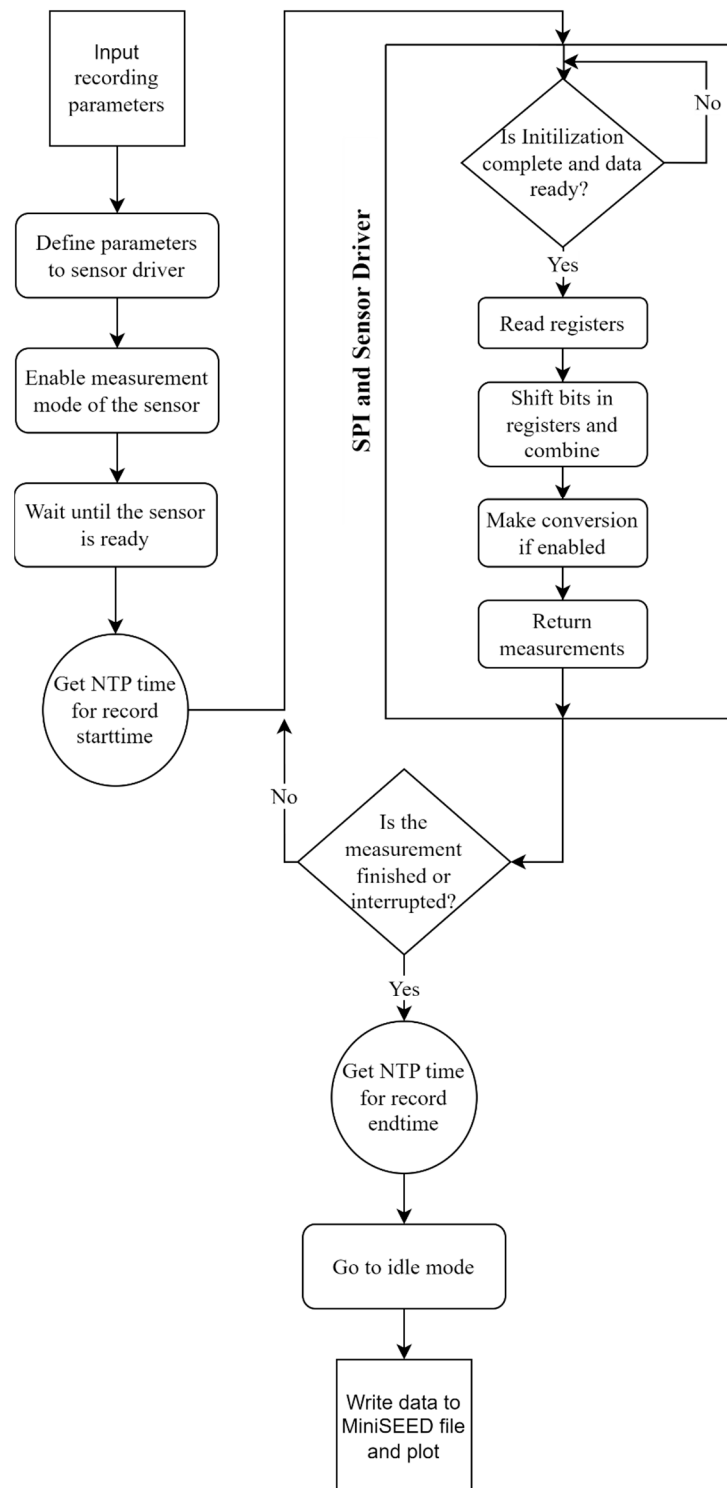 Input
recording
parameters
Define parameters
to sensor driver
Enable measurement
mode of the sensor
Wait until the sensor
is ready
Get NTP time
for record
starttime
SPI and Sensor Driver
Is Initilization
complete and data
ready?
No
Yes
Read registers
Shift bits in
registers and
combine
Make conversion
if enabled
Return
measurements
Is the
measurement
finished or
interrupted?
No
Yes
Get NTP time
for record
endtime
Go to idle mode
Write data to
MiniSEED file
and plot